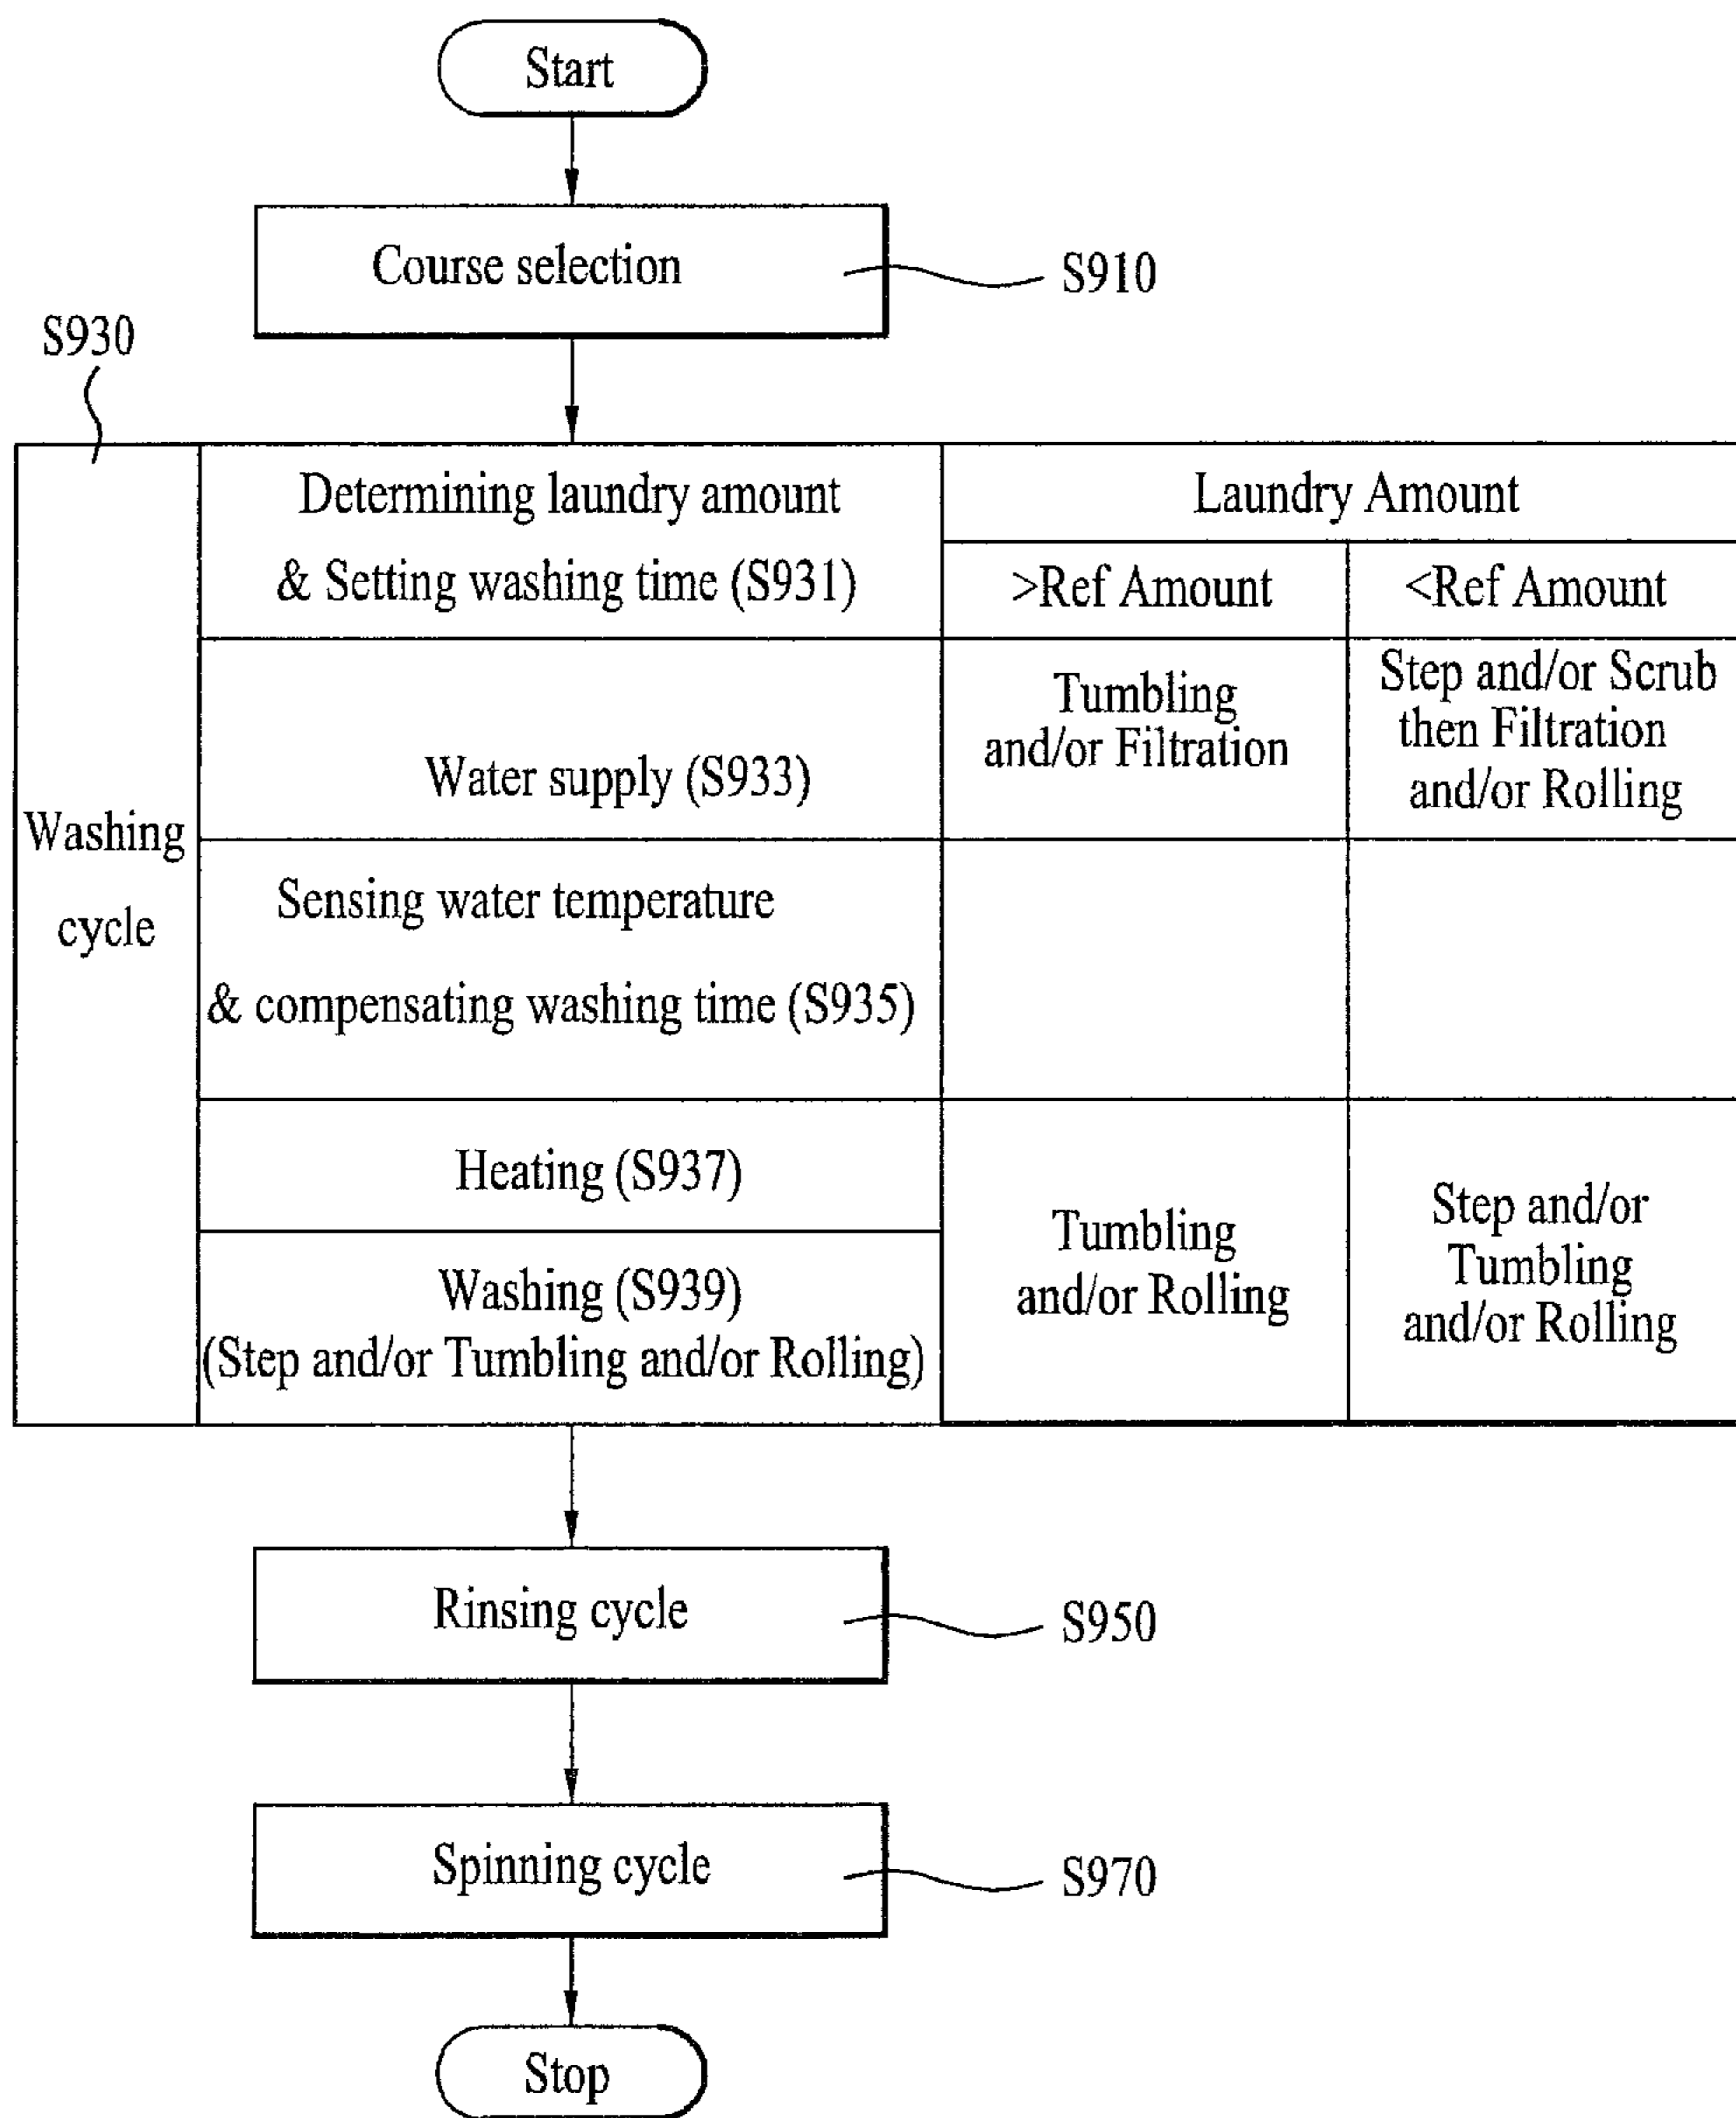 Start
Course selection
S910
S930
Washing
cycle
Determining laundry amount
& Setting washing time (S931)
Laundry Amount
>Ref Amount
<Ref Amount
Water supply (S933)
Tumbling
and/or Filtration
Step and/or Scrub
then Filtration
and/or Rolling
Sensing water temperature
& compensating washing time (S935)
Heating (S937)
Washing (S939)
(Step and/or Tumbling and/or Rolling)
Tumbling
and/or Rolling
Step and/or
Tumbling
and/or Rolling
Rinsing cycle
S950
Spinning cycle
S970
Stop